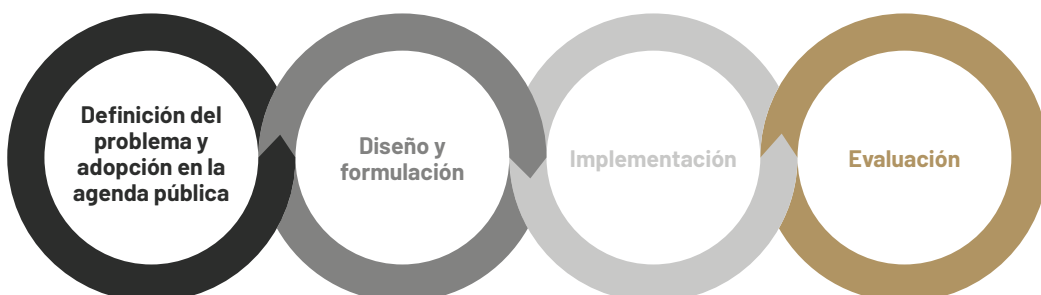 Definición del
problema y
adopción en la
agenda pública
Diseño y
formulación
Implementación
Evaluación